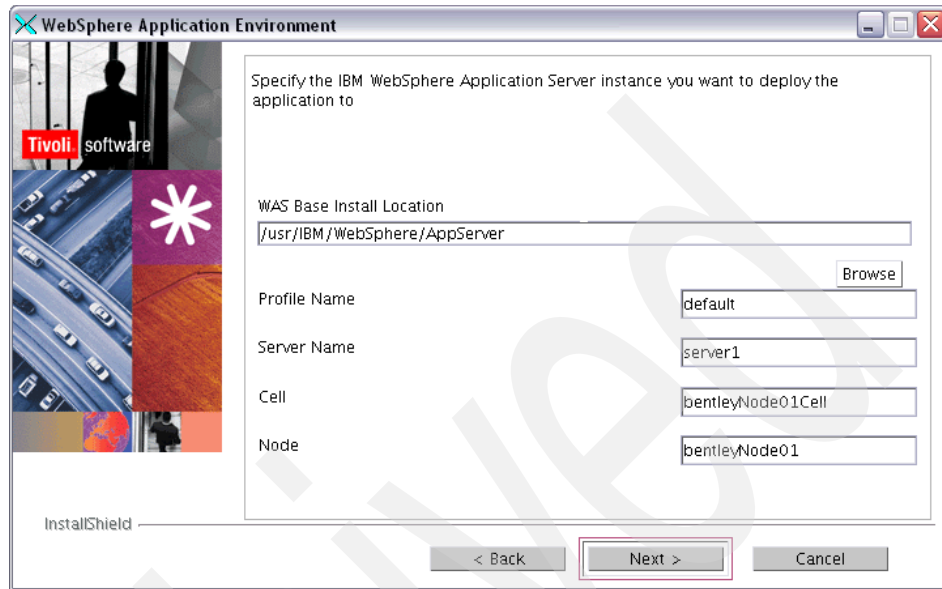 WebSphere Application Environment
Tivoli. software
Specify the IBM WebSphere Application Server instance you want to deploy the
application to
WAS Base Install Location
/usr/IBM/WebSphere/AppServer
Browse
Profile Name
default
Server Name
server1
Cell
bentleyNode01Cell
Node
bentleyNode01
InstallShield
< Back
Next >
Cancel